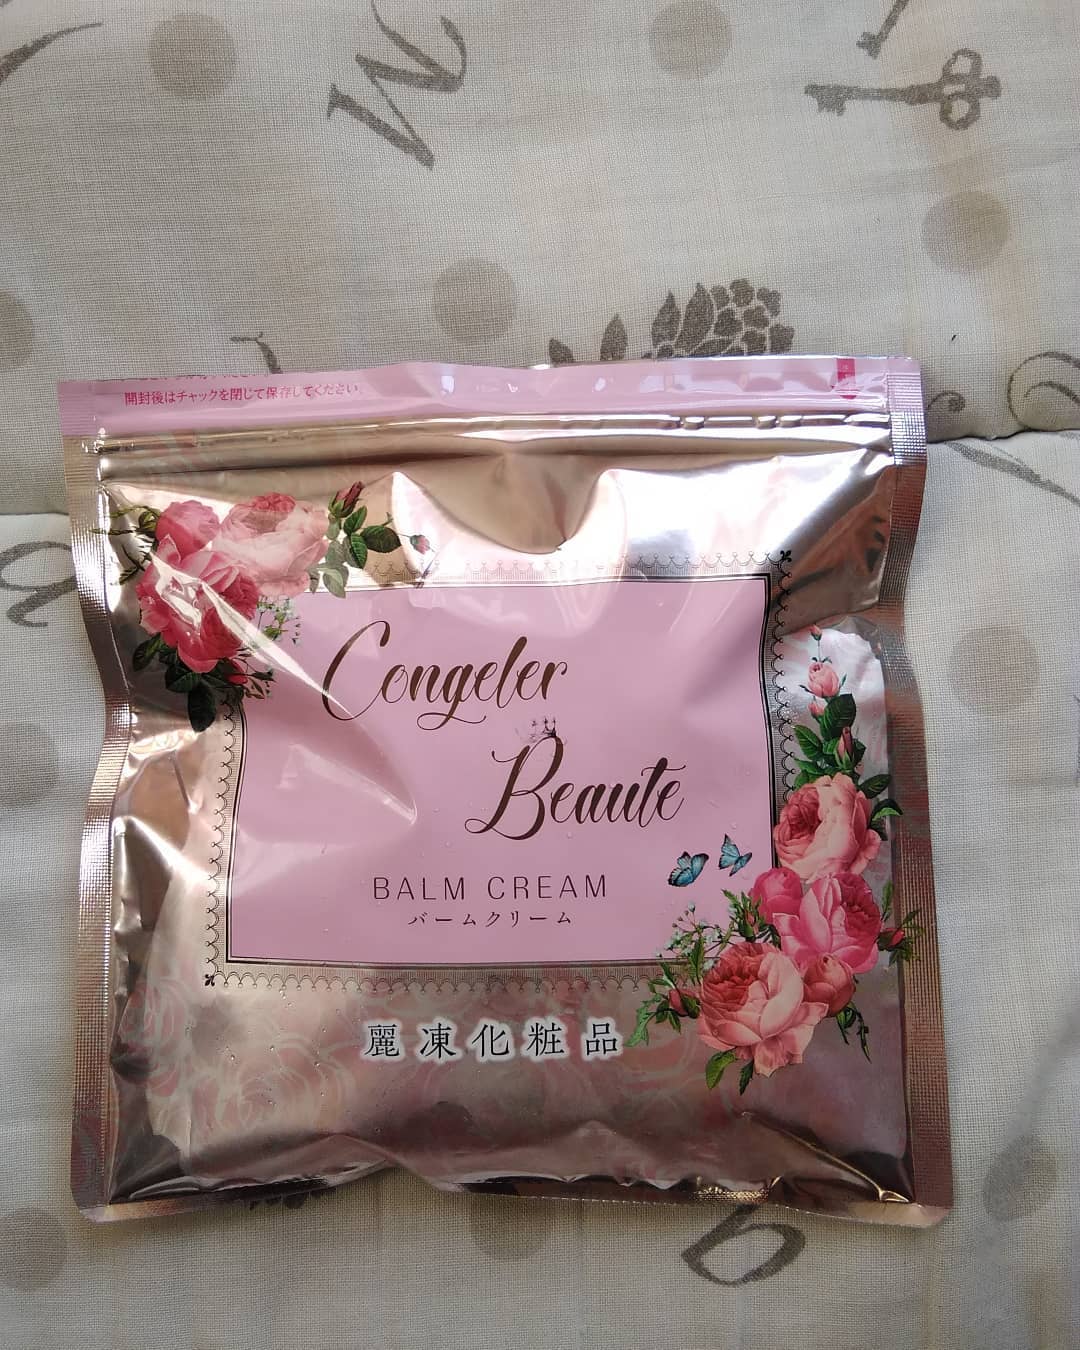 開封後はチャックを閉じて保存してください。
Congeler
Beaute
BALM CREAM
バームクリーム
麗凍化粧品